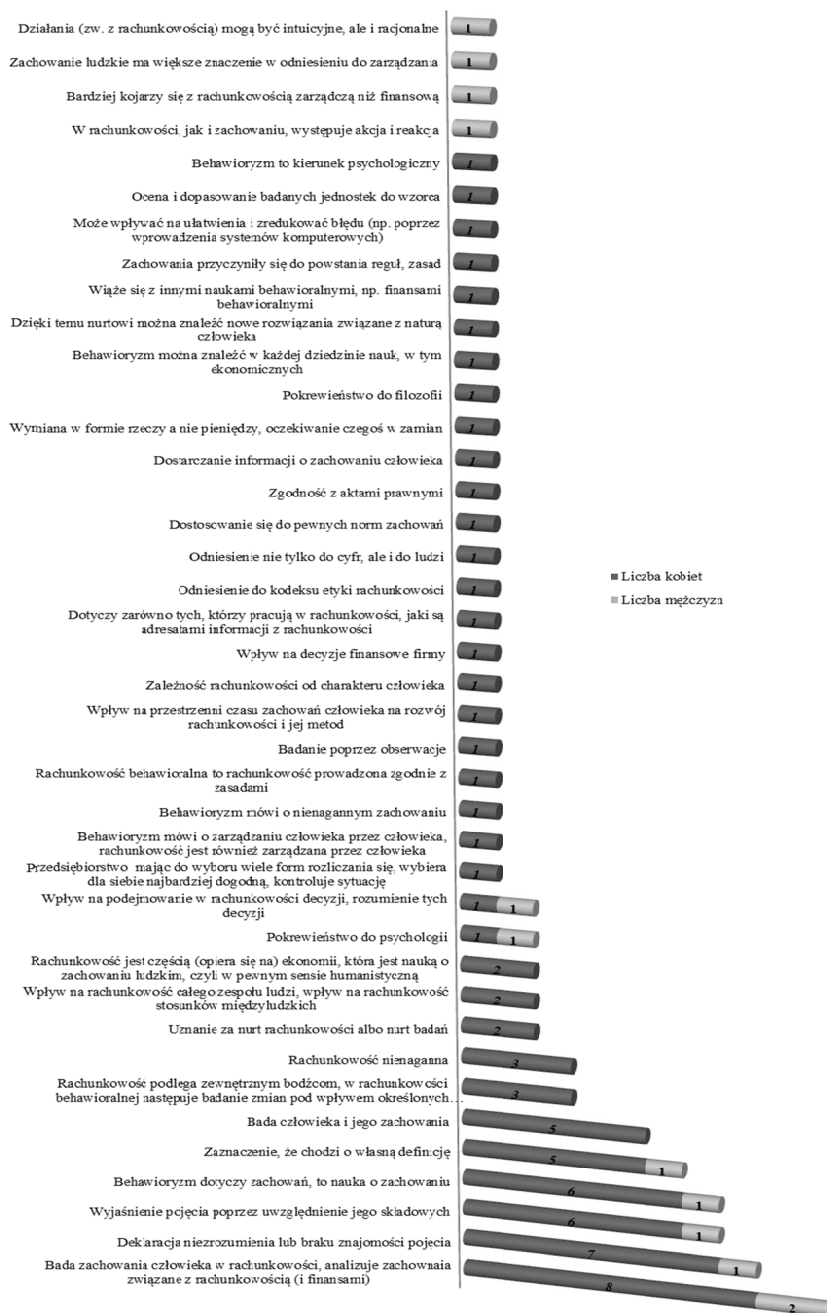 Działania (zw. z rachunkowością) mogą być intuicyjne, ale i racjonalne
1
Zachowanie ludzkie ma większe znaczenie w odniesieniu do zarządzania
1
Bardziej kojarzy się z rachunkowością zarządczą niż finansową
1
W rachunkowości, jak i zachowaniu, występuje akcja i reakcja
1
Behawioryzm to kierunek psychologiczny
1
Ocena i dopasowanie badanych jednostek do wzorca
1
Może wpływać na ułatwienia i zredukować błędu (np. poprzez
wprowadzenia systemów komputerowych)
1
Zachowania przyczyniły się do powstania reguł, zasad
1
Wiąże się z innymi naukami behawioralnymi, np. finansami
behawioralnymi
1
Dzięki temu nurtowi można znaleźć nowe rozwiązania związane z naturą
człowieka
1
Behawioryzm można znaleźć w każdej dziedzinie nauk, w tym
ekonomicznych
1
Pokrewieństwo do filozofii
1
Wymiana w formie rzeczy a nie pieniędzy, oczekiwanie czegoś w zamian
1
Dostarczanie informacji o zachowaniu człowieka
1
Zgodność z aktami prawnymi
1
Dostosowanie się do pewnych norm zachowań
1
Odniesienie nie tylko do cyfr, ale i do ludzi
1
Odniesienie do kodeksu etyki rachunkowości
1
Dotyczy zarówno tych, którzy pracują w rachunkowości, jaki są
adresatami informacji z rachunkowości
1
Wpływ na decyzje finansowe firmy
1
Zależność rachunkowości od charakteru człowieka
1
Wpływ na przestrzenni czasu zachowań człowieka na rozwój
rachunkowości i jej metod
1
Badanie poprzez obserwacje
1
Rachunkowość behawioralna to rachunkowość prowadzona zgodnie z
zasadami
1
Behawioryzm mówi o nienagannym zachowaniu
1
Behawioryzm mówi o zarządzaniu człowieka przez człowieka,
rachunkowość jest również zarządzana przez człowieka
1
Przedsiębiorstwo mając do wyboru wiele form rozliczania się, wybiera
dla siebie najbardziej dogodną, kontroluje sytuację
1
Wpływ na podejmowanie w rachunkowości decyzji, rozumienie tych
decyzji
1 1
Pokrewieństwo do psychologii
1 1
Rachunkowość jest częścią (opiera się na) ekonomii, która jest nauką o
zachowaniu ludzkim, czyli w pewnym sensie humanistyczną
2
Wpływ na rachunkowość całego zespołu ludzi, wpływ na rachunkowość
stosunków międzyludzkich
2
Uznanie za nurt rachunkowości albo nurt badań
2
Rachunkowość nienaganna
3
Rachunkowość podlega zewnętrznym bodźcom, w rachunkowości
behawioralnej następuje badanie zmian pod wpływem określonych…
3
Bada człowieka i jego zachowania
5
Zaznaczenie, że chodzi o własną definicję
5 1
Behawioryzm dotyczy zachowań, to nauka o zachowaniu
6 1
Wyjaśnienie pojęcia poprzez uwzględnienie jego składowych
6 1
Deklaracja niezrozumienia lub braku znajomości pojęcia
7 1
Bada zachowania człowieka w rachunkowości, analizuje zachownaia
związane z rachunkowością (i finansami)
8 2
Liczba kobiet
Liczba mężczyzn